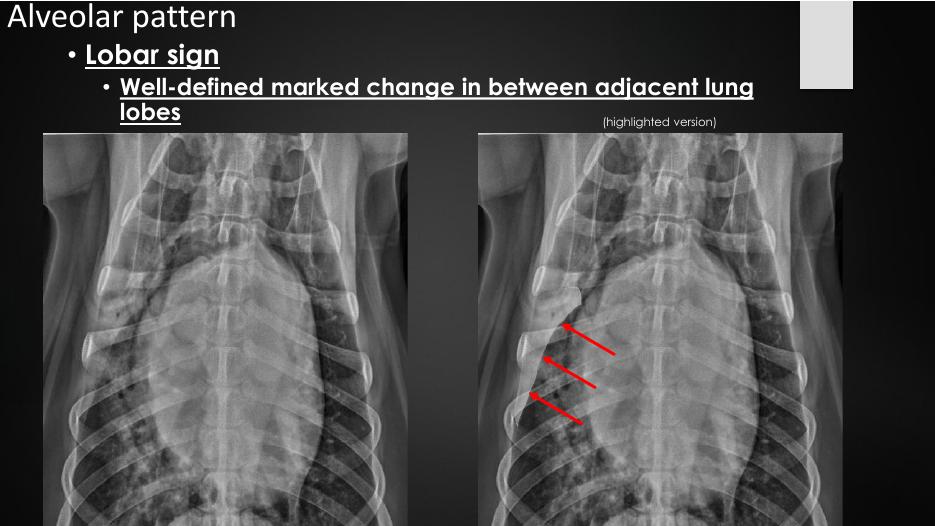 Alveolar pattern
• Lobar sign
• Well-defined marked change in between adjacent lung
lobes
(highlighted version)